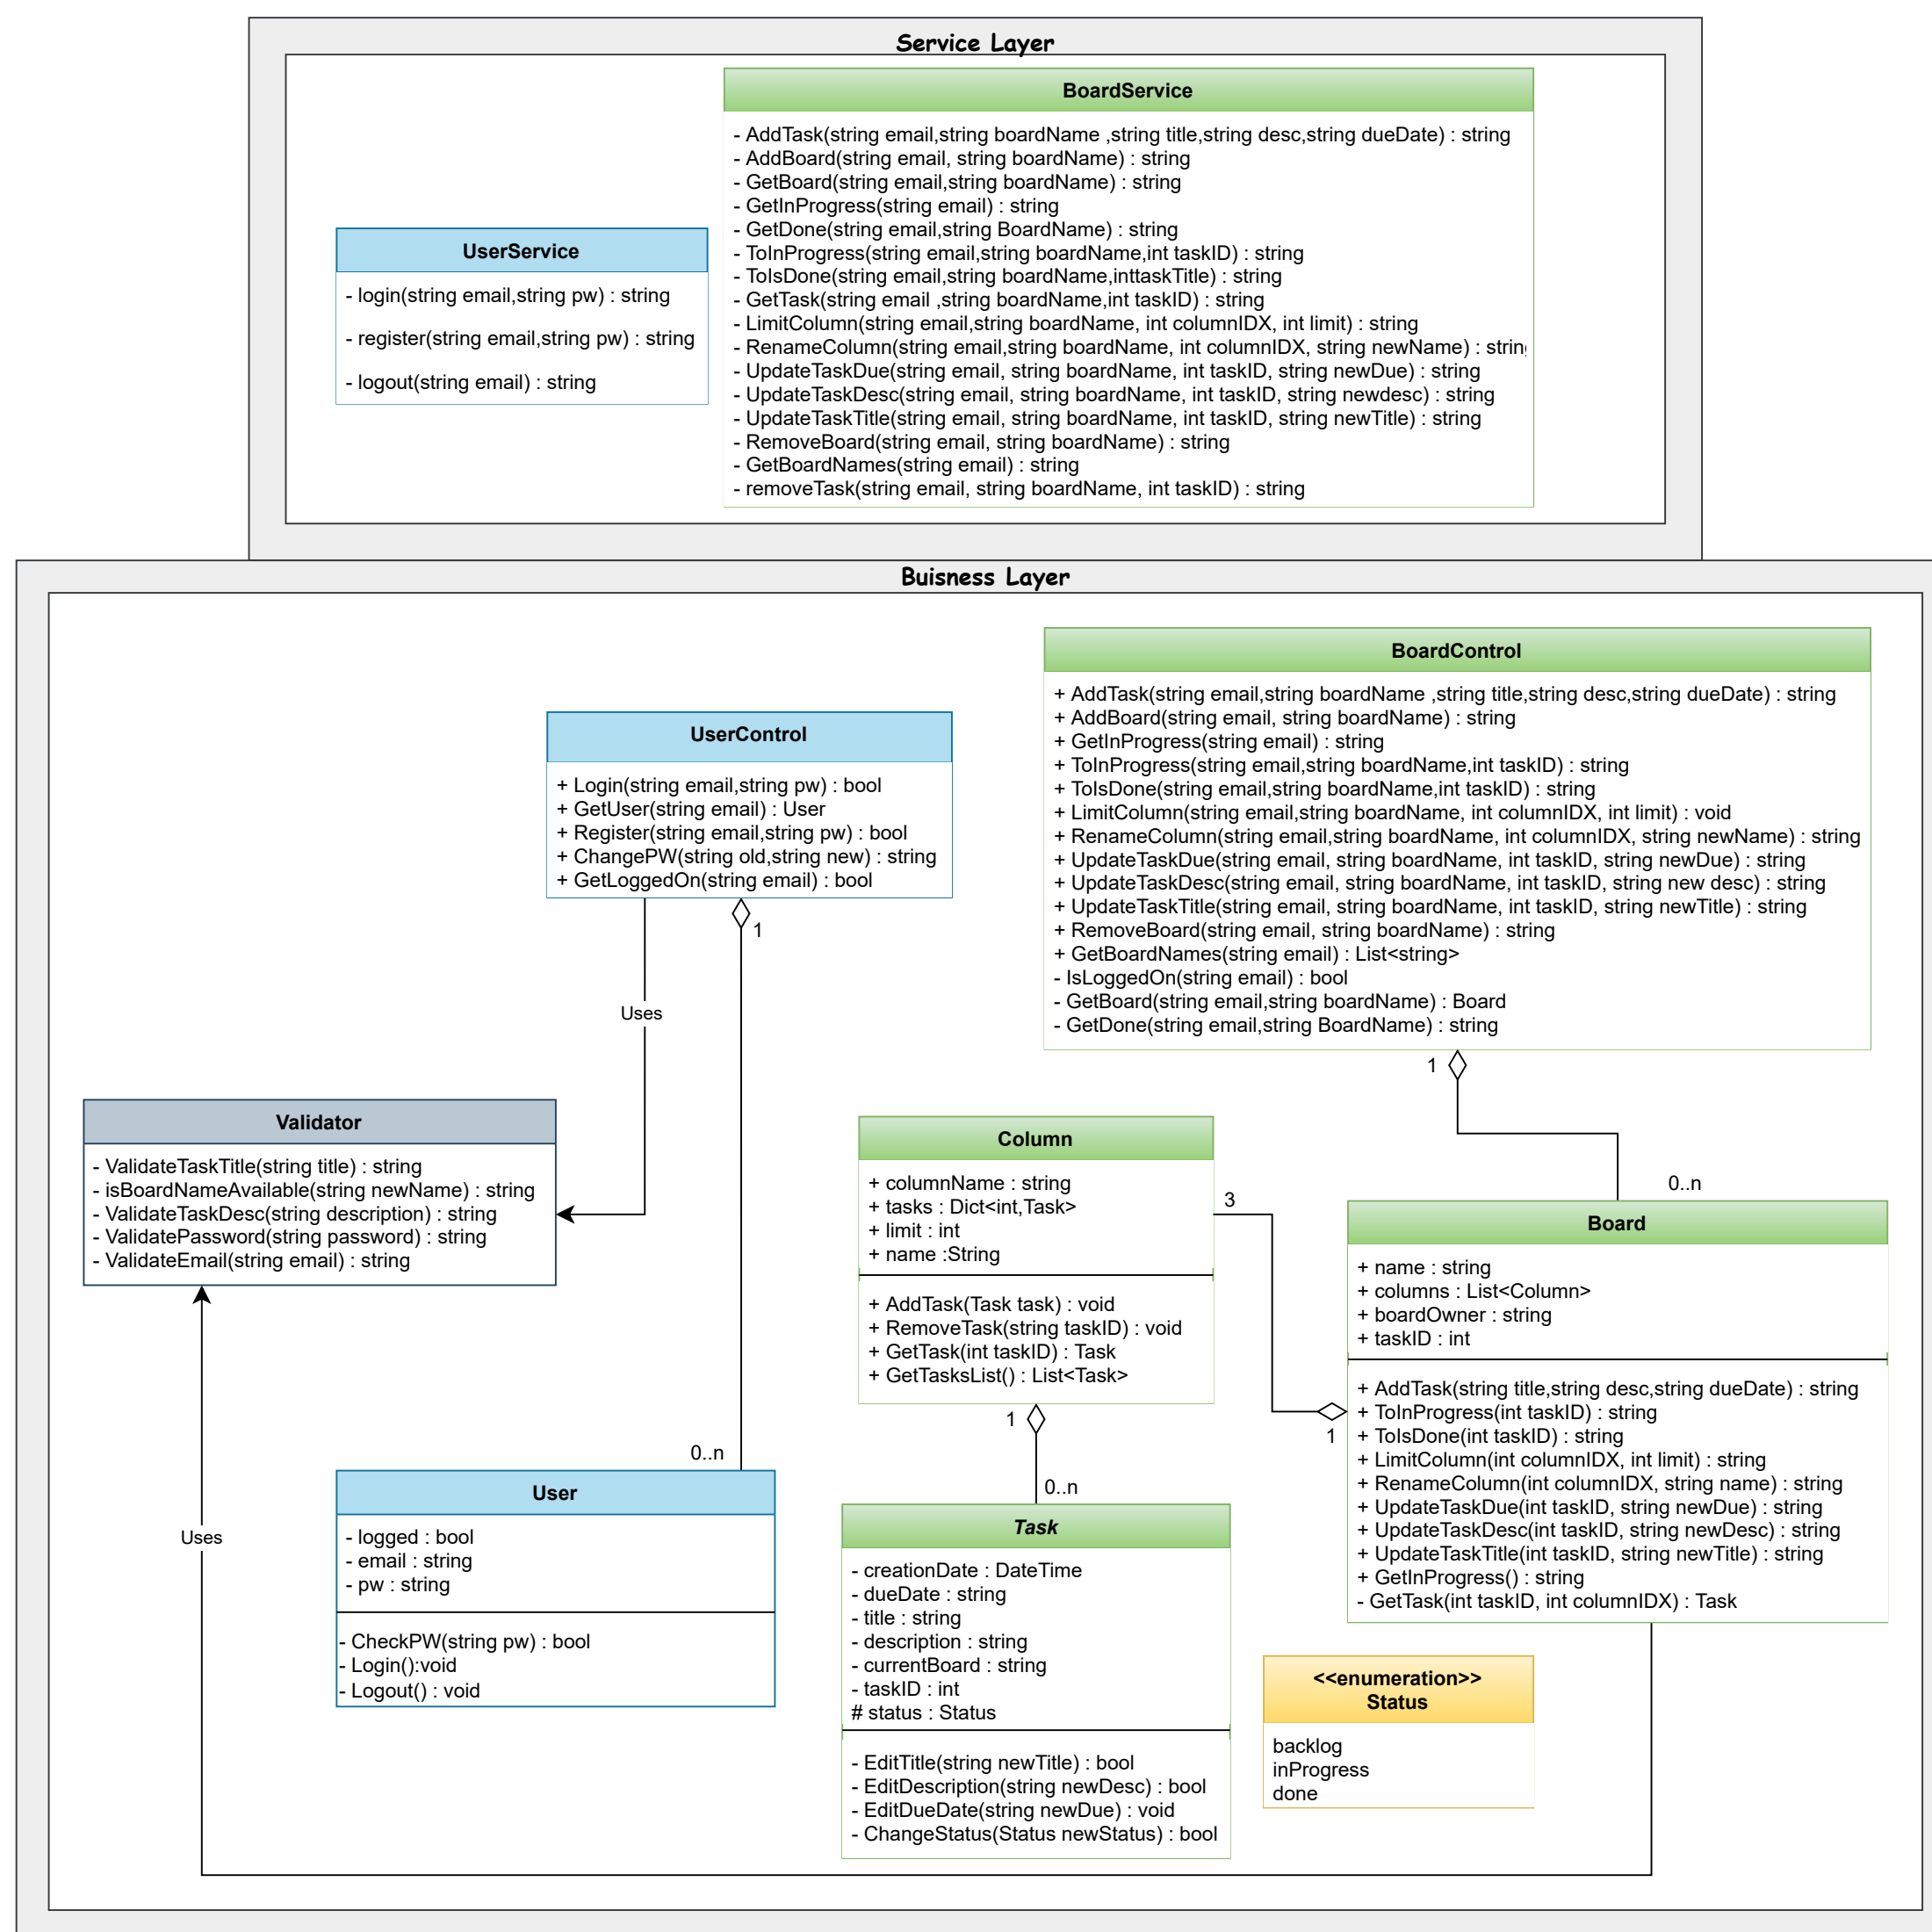 Service Layer
BoardService
- AddTask(string email,string boardName ,string title,string desc,string dueDate) : string
- AddBoard(string email, string boardName) : string
- GetBoard(string email,string boardName) : string
- GetInProgress(string email) : string
- GetDone(string email,string BoardName) : string
- ToInProgress(string email,string boardName,int taskID) : string
- ToIsDone(string email,string boardName,inttaskTitle) : string
- GetTask(string email ,string boardName,int taskID) : string
- LimitColumn(string email,string boardName, int columnIDX, int limit) : string
- RenameColumn(string email,string boardName, int columnIDX, string newName) : string
- UpdateTaskDue(string email, string boardName, int taskID, string newDue) : string
- UpdateTaskDesc(string email, string boardName, int taskID, string newdesc) : string
- UpdateTaskTitle(string email, string boardName, int taskID, string newTitle) : string
- RemoveBoard(string email, string boardName) : string
- GetBoardNames(string email) : string
- removeTask(string email, string boardName, int taskID) : string
UserService
- login(string email,string pw) : string
- register(string email,string pw) : string
- logout(string email) : string
Buisness Layer
BoardControl
+ AddTask(string email,string boardName ,string title,string desc,string dueDate) : string
+ AddBoard(string email, string boardName) : string
+ GetInProgress(string email) : string
+ ToInProgress(string email,string boardName,int taskID) : string
+ ToIsDone(string email,string boardName,int taskID) : string
+ LimitColumn(string email,string boardName, int columnIDX, int limit) : void
+ RenameColumn(string email,string boardName, int columnIDX, string newName) : string
+ UpdateTaskDue(string email, string boardName, int taskID, string newDue) : string
+ UpdateTaskDesc(string email, string boardName, int taskID, string new desc) : string
+ UpdateTaskTitle(string email, string boardName, int taskID, string newTitle) : string
+ RemoveBoard(string email, string boardName) : string
+ GetBoardNames(string email) : List<string>
- IsLoggedOn(string email) : bool
- GetBoard(string email,string boardName) : Board
- GetDone(string email,string BoardName) : string
UserControl
+ Login(string email,string pw) : bool
+ GetUser(string email) : User
+ Register(string email,string pw) : bool
+ ChangePW(string old,string new) : string
+ GetLoggedOn(string email) : bool
1
Uses
1
0..n
Validator
- ValidateTaskTitle(string title) : string
- isBoardNameAvailable(string newName) : string
- ValidateTaskDesc(string description) : string
- ValidatePassword(string password) : string
- ValidateEmail(string email) : string
Column
+ columnName : string
+ tasks : Dict<int,Task>
+ limit : int
+ name :String
+ AddTask(Task task) : void
+ RemoveTask(string taskID) : void
+ GetTask(int taskID) : Task
+ GetTasksList() : List<Task>
3
1
Board
+ name : string
+ columns : List<Column>
+ boardOwner : string
+ taskID : int
+ AddTask(string title,string desc,string dueDate) : string
+ ToInProgress(int taskID) : string
+ ToIsDone(int taskID) : string
+ LimitColumn(int columnIDX, int limit) : string
+ RenameColumn(int columnIDX, string name) : string
+ UpdateTaskDue(int taskID, string newDue) : string
+ UpdateTaskDesc(int taskID, string newDesc) : string
+ UpdateTaskTitle(int taskID, string newTitle) : string
+ GetInProgress() : string
- GetTask(int taskID, int columnIDX) : Task
1
0..n
0..n
User
- logged : bool
- email : string
- pw : string
- CheckPW(string pw) : bool
- Login():void
- Logout() : void
Uses
Task
- creationDate : DateTime
- dueDate : string
- title : string
- description : string
- currentBoard : string
- taskID : int
# status : Status
- EditTitle(string newTitle) : bool
- EditDescription(string newDesc) : bool
- EditDueDate(string newDue) : void
- ChangeStatus(Status newStatus) : bool
<<enumeration>>
Status
backlog
inProgress
done